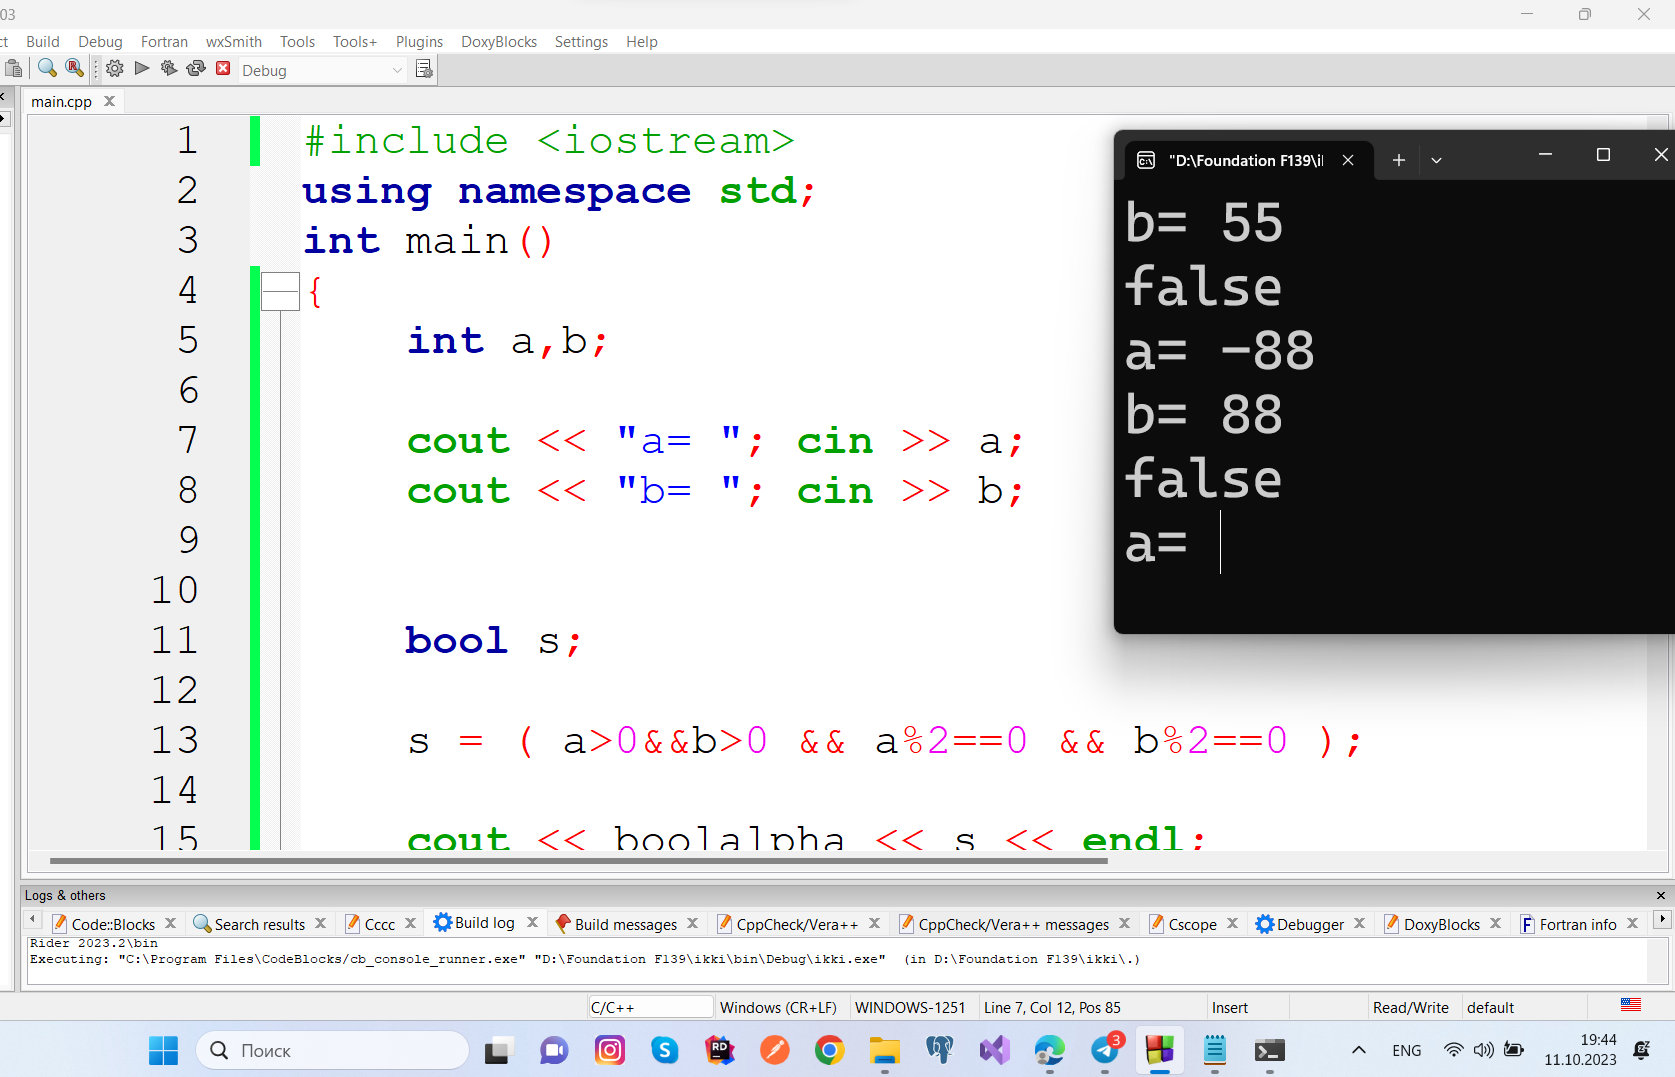 03
ct Build Debug Fortran wxSmith Tools Tools+ Plugins DoxyBlocks Settings Help
Debug
main.cpp
1 #include <iostream>
2 using namespace std;
3 int main()
4 {
5 int a,b;
6
7 cout << "a= "; cin >> a;
8 cout << "b= "; cin >> b;
9
10
11 bool s;
12
13 s = ( a>0&&b>0 && a%2==0 && b%2==0 );
14
15 cout << boolalpha << s << endl;
"D:\Foundation F139\il
b= 55
false
a= -88
b= 88
false
a=
Logs & others
Code::Blocks Search results Cccc Build log Build messages CppCheck/Vera++ CppCheck/Vera++ messages Cscope Debugger DoxyBlocks Fortran info
Rider 2023.2\bin
Executing: "C:\Program Files\CodeBlocks/cb_console_runner.exe" "D:\Foundation F139\ikki\bin\Debug\ikki.exe" (in D:\Foundation F139\ikki\.)
C/C++ Windows (CR+LF) WINDOWS-1251 Line 7, Col 12, Pos 85 Insert Read/Write default
Поиск RD 3 ENG 19:44
11.10.2023